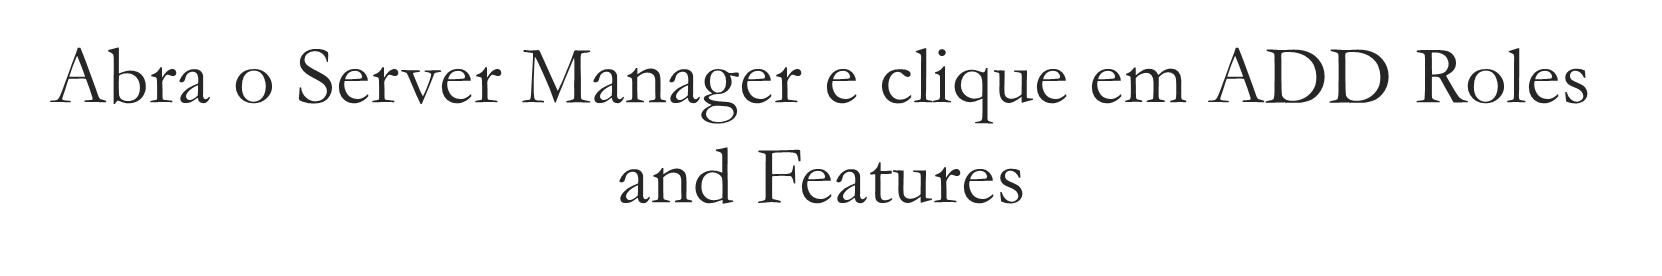 Abra o Server Manager e clique em ADD Roles
and Features